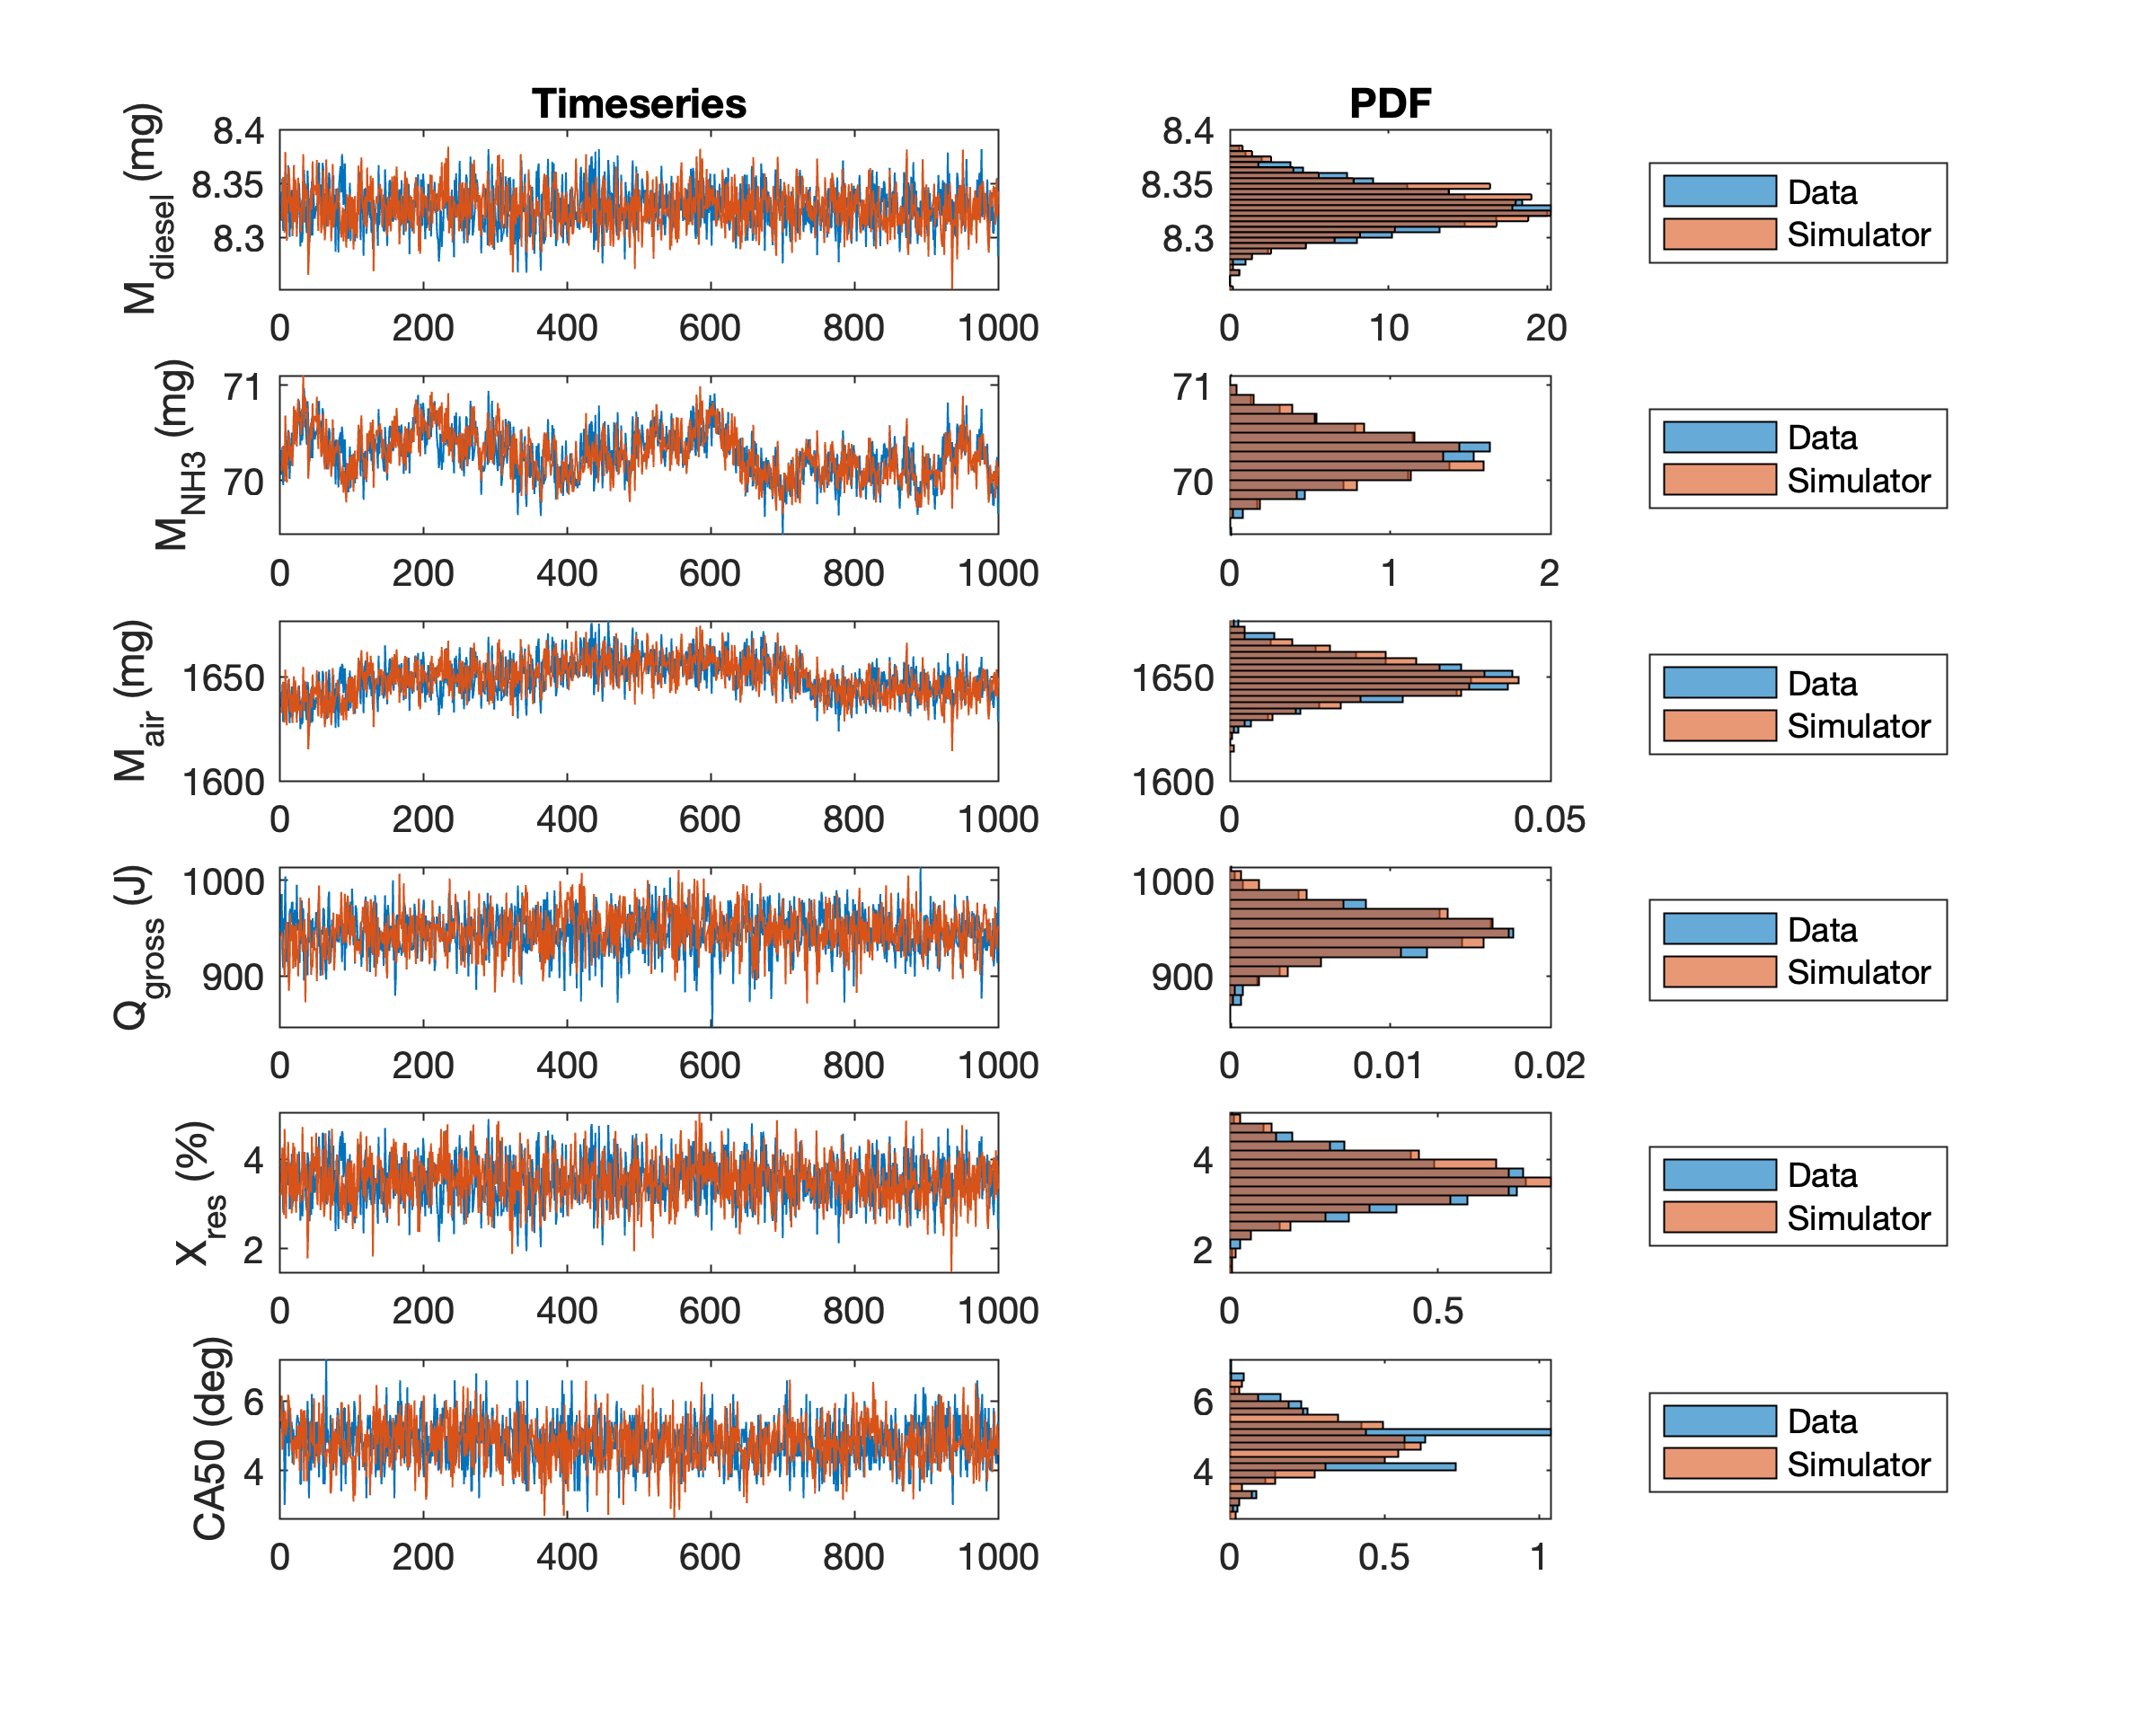 Timeseries
PDF
M_diesel (mg)
8.4
8.35
8.3
0 200 400 600 800 1000
8.4
8.35
8.3
0 10 20
Data
Simulator
M_NH3 (mg)
71
70
0 200 400 600 800 1000
71
70
0 1 2
Data
Simulator
M_air (mg)
1650
1600
0 200 400 600 800 1000
1650
1600
0 0.05
Data
Simulator
Q_gross (J)
1000
900
0 200 400 600 800 1000
1000
900
0 0.01 0.02
Data
Simulator
X_res (%)
4
2
0 200 400 600 800 1000
4
2
0 0.5
Data
Simulator
CA50 (deg)
6
4
0 200 400 600 800 1000
6
4
0 0.5 1
Data
Simulator